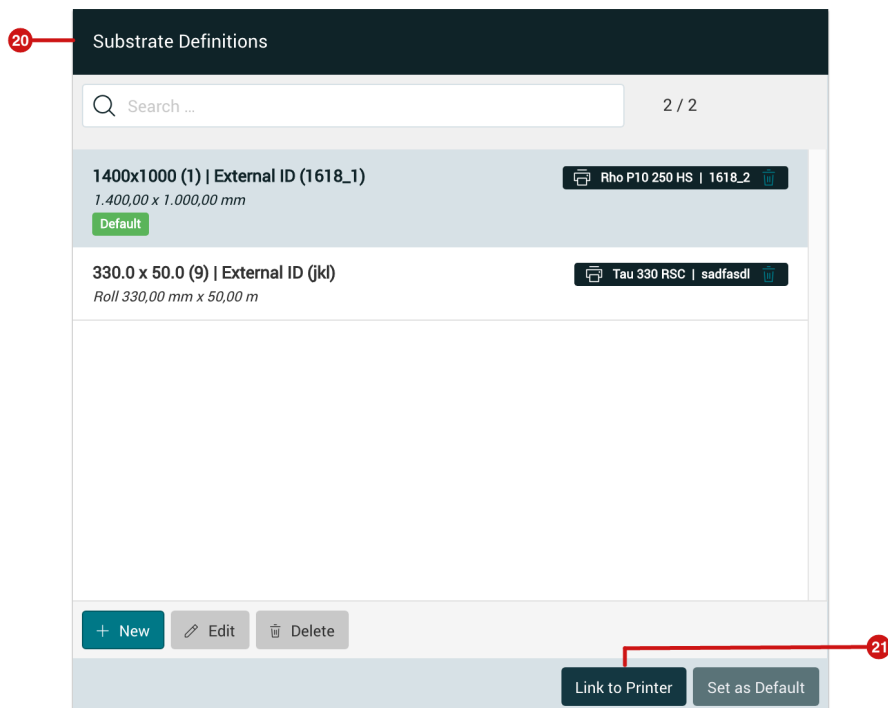 20
Substrate Definitions
Search ...
2 / 2
1400x1000 (1) | External ID (1618_1)
Rho P10 250 HS | 1618_2
1.400,00 x 1.000,00 mm
Default
330.0 x 50.0 (9) | External ID (jkl)
Tau 330 RSC | sadfasdl
Roll 330,00 mm x 50,00 m
New
Edit
Delete
21
Link to Printer
Set as Default